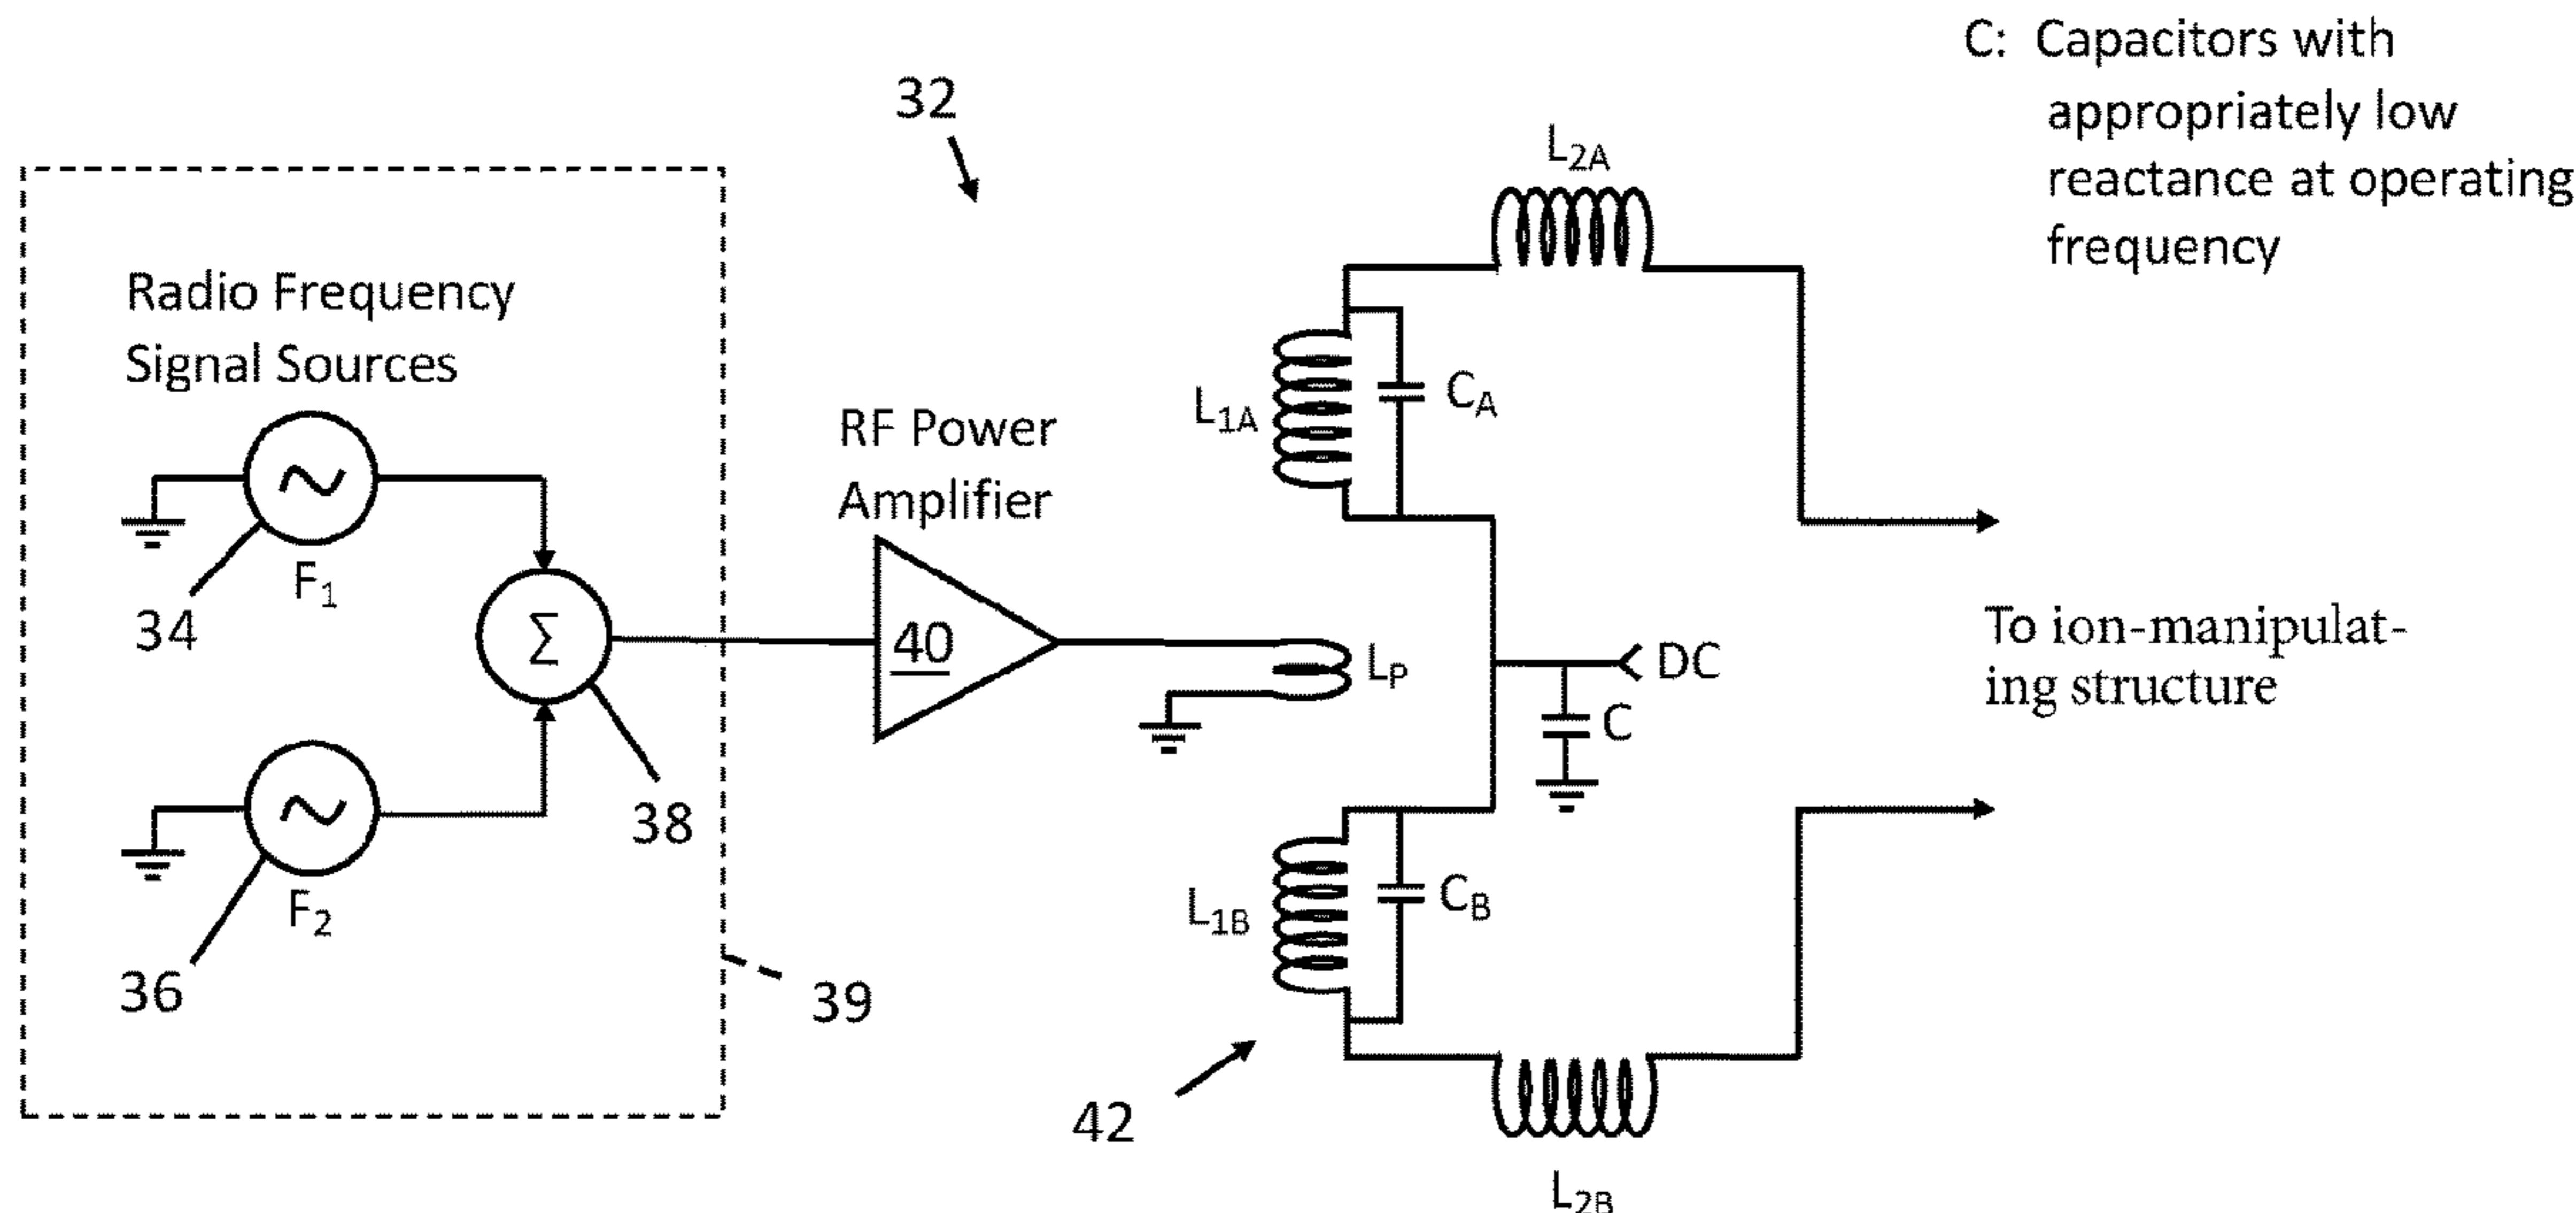 C: Capacitors with
appropriately low
reactance at operating
frequency
32
L2A
Radio Frequency
Signal Sources
L1A
CA
RF Power
Amplifier
F1
34
Σ
40
LP
DC
To ion-manipulat-
ing structure
C
38
F2
36
L1B
CB
39
42
L2B